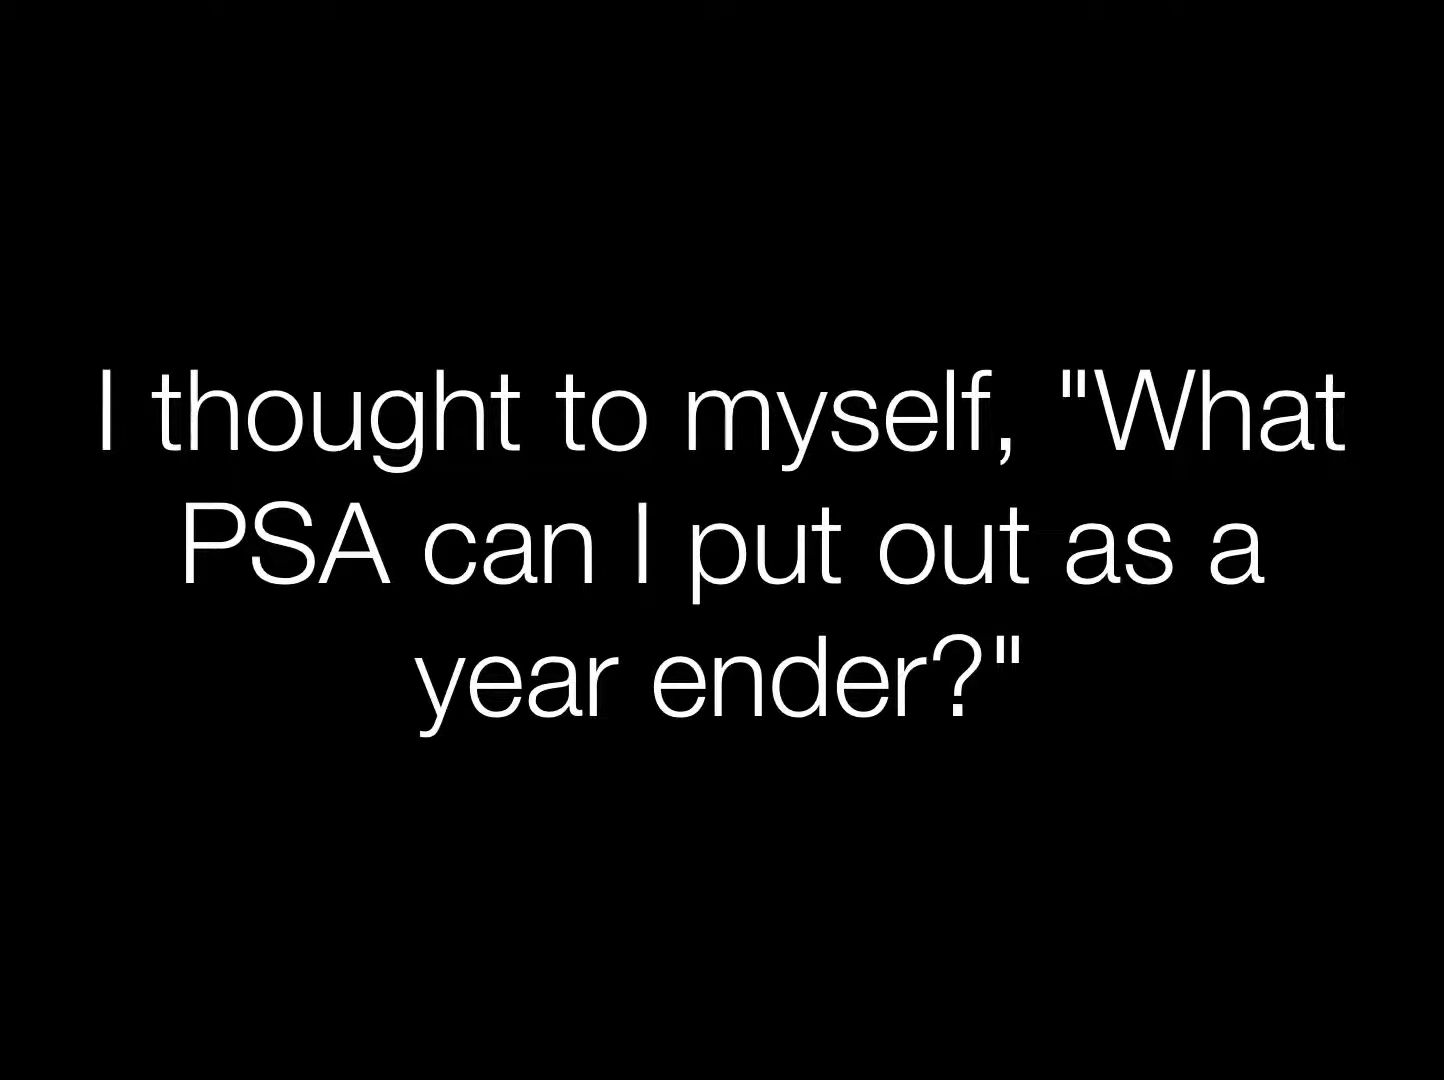 I thought to myself, "What
PSA can I put out as a
year ender?"